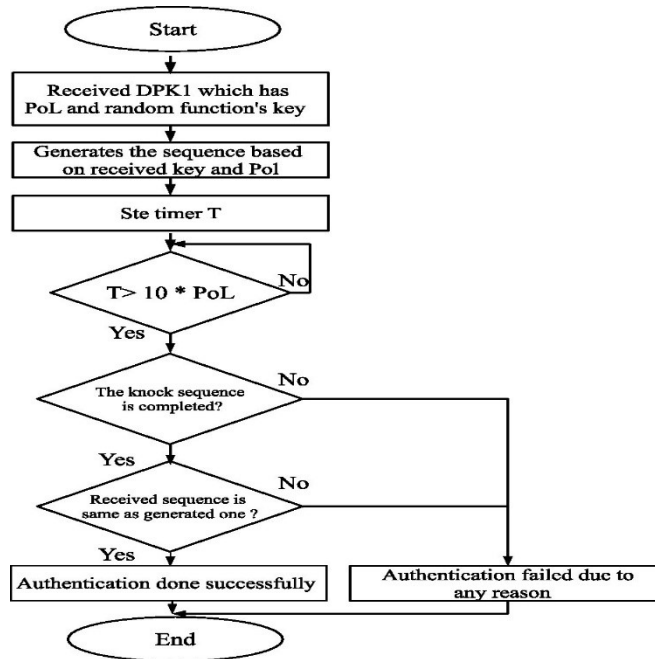 Start
Received DPK1 which has
PoL and random function's key
Generates the sequence based
on received key and Pol
Ste timer T
No
T> 10 * PoL
Yes
No
The knock sequence
is completed?
Yes
No
Received sequence is
same as generated one ?
Yes
Authentication done successfully
Authentication failed due to
any reason
End